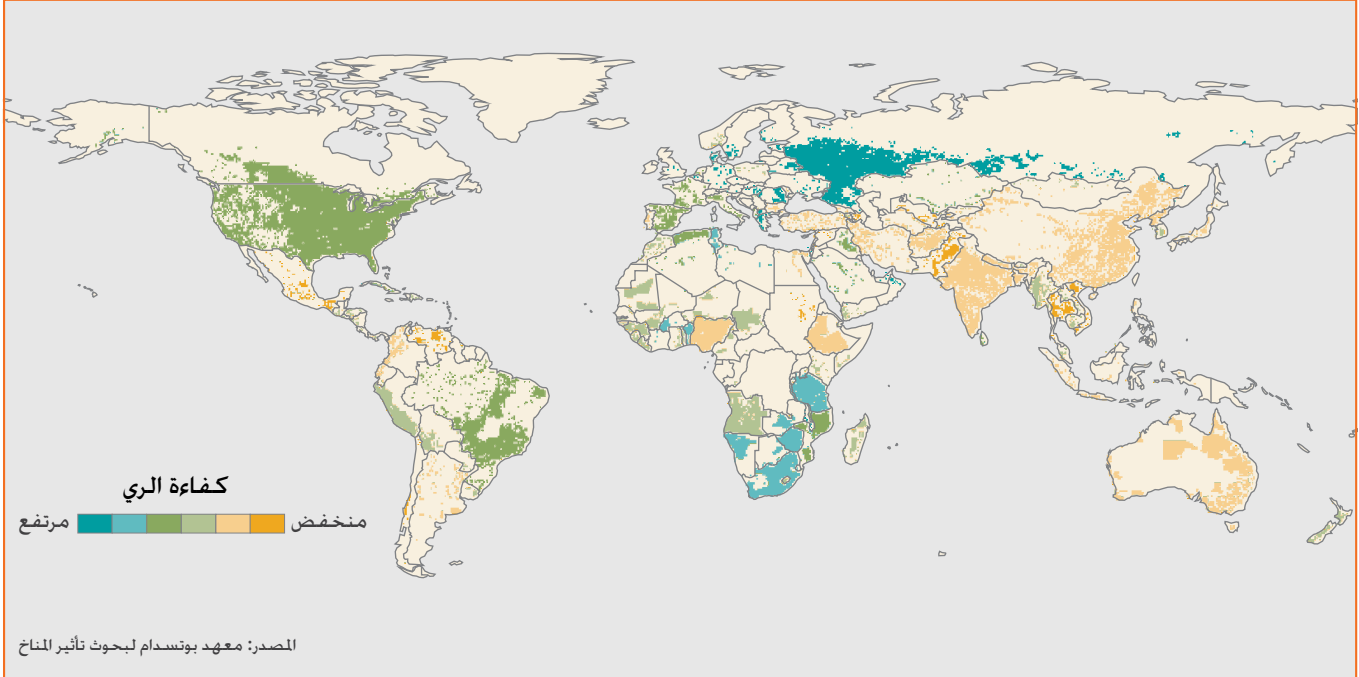 كفاءة الري
منخفض
مرتفع
المصدر: معهد بوتسدام لبحوث تأثير المناخ